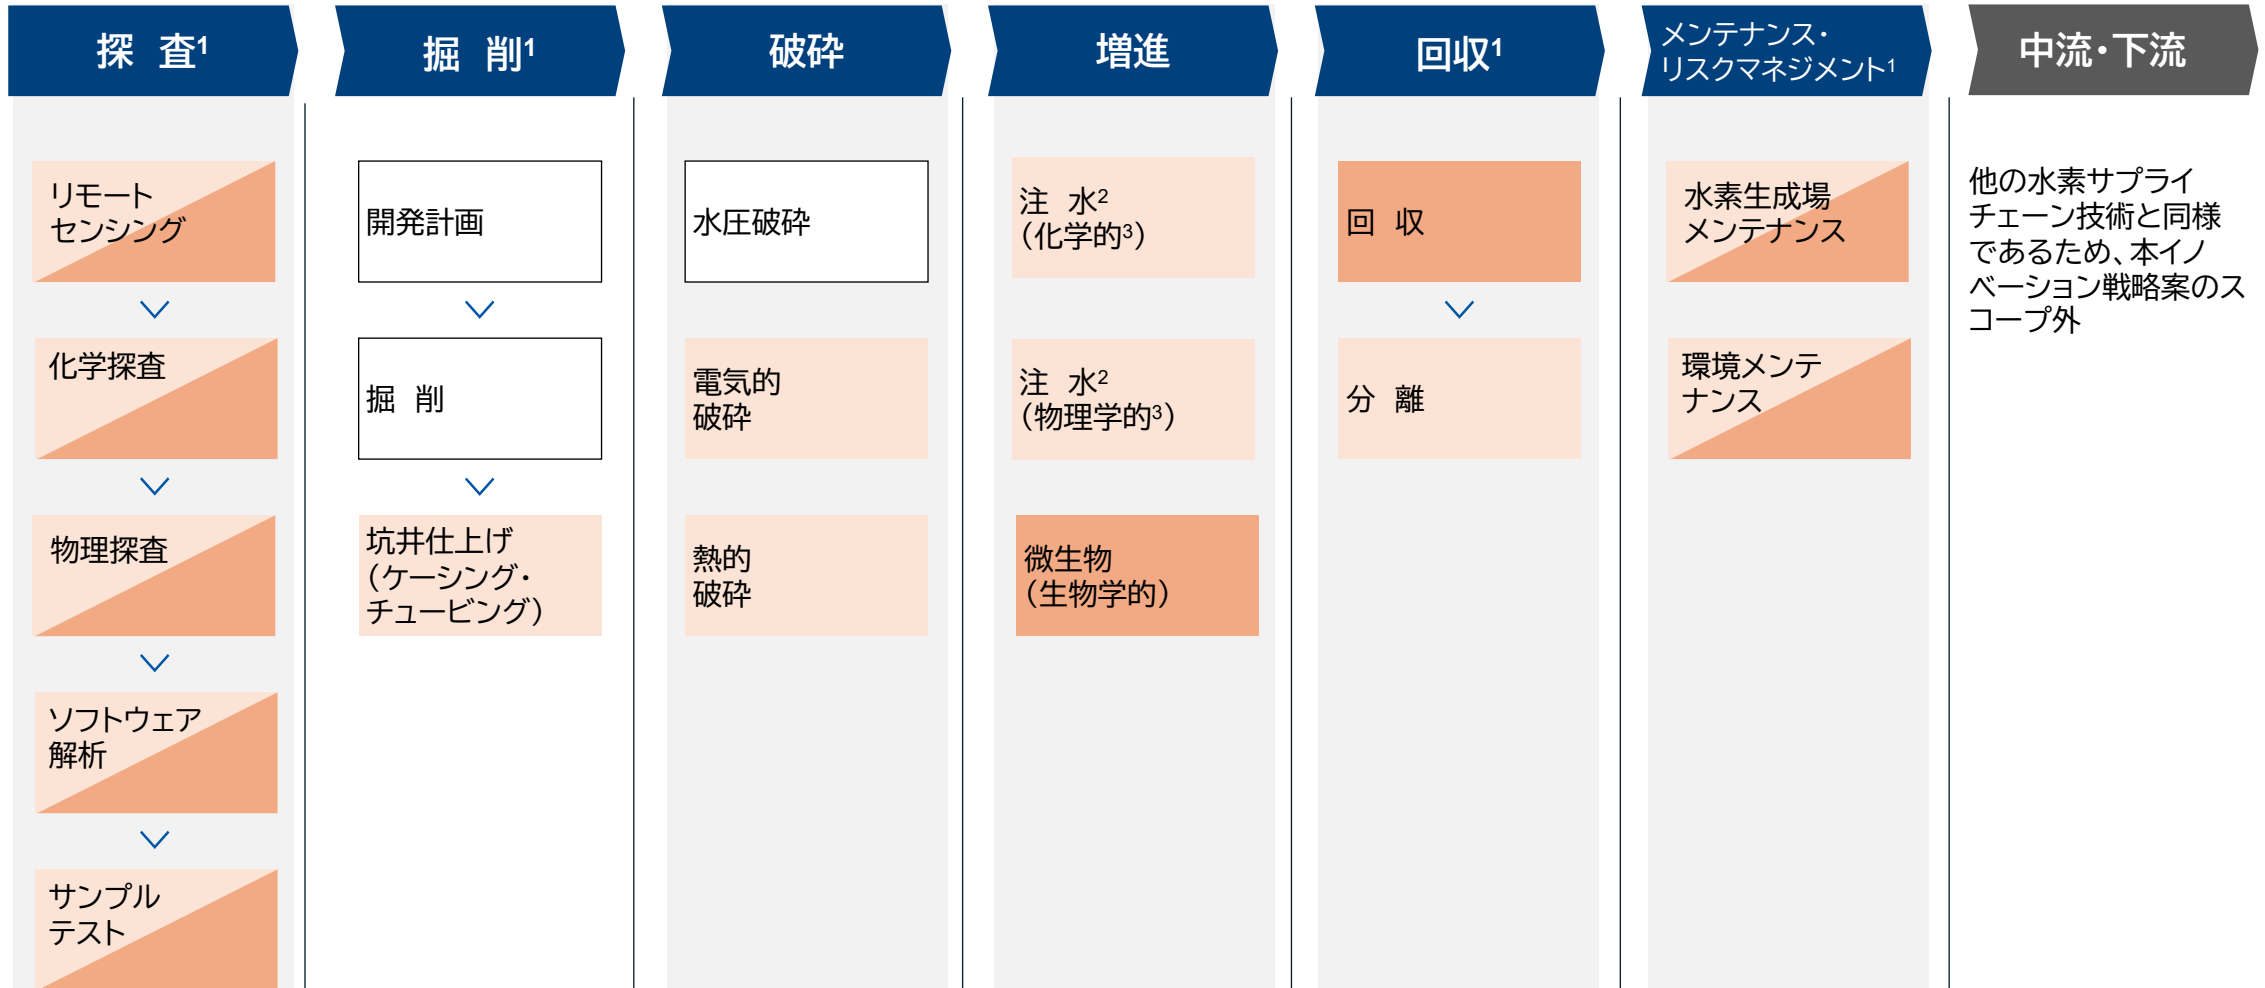 探 査1
掘 削1
破砕
増進
回収1
メンテナンス・
リスクマネジメント1
中流・下流
リモート
センシング
化学探査
物理探査
ソフトウェア
解析
サンプル
テスト
開発計画
掘 削
坑井仕上げ
（ケーシング・
チュービング）
水圧破砕
電気的
破砕
熱的
破砕
注 水2
（化学的3）
注 水2
（物理学的3）
微生物
（生物学的）
回 収
分 離
水素生成場
メンテナンス
環境メンテ
ナンス
他の水素サプライ
チェーン技術と同様
であるため、本イノ
ベーション戦略案のス
コープ外